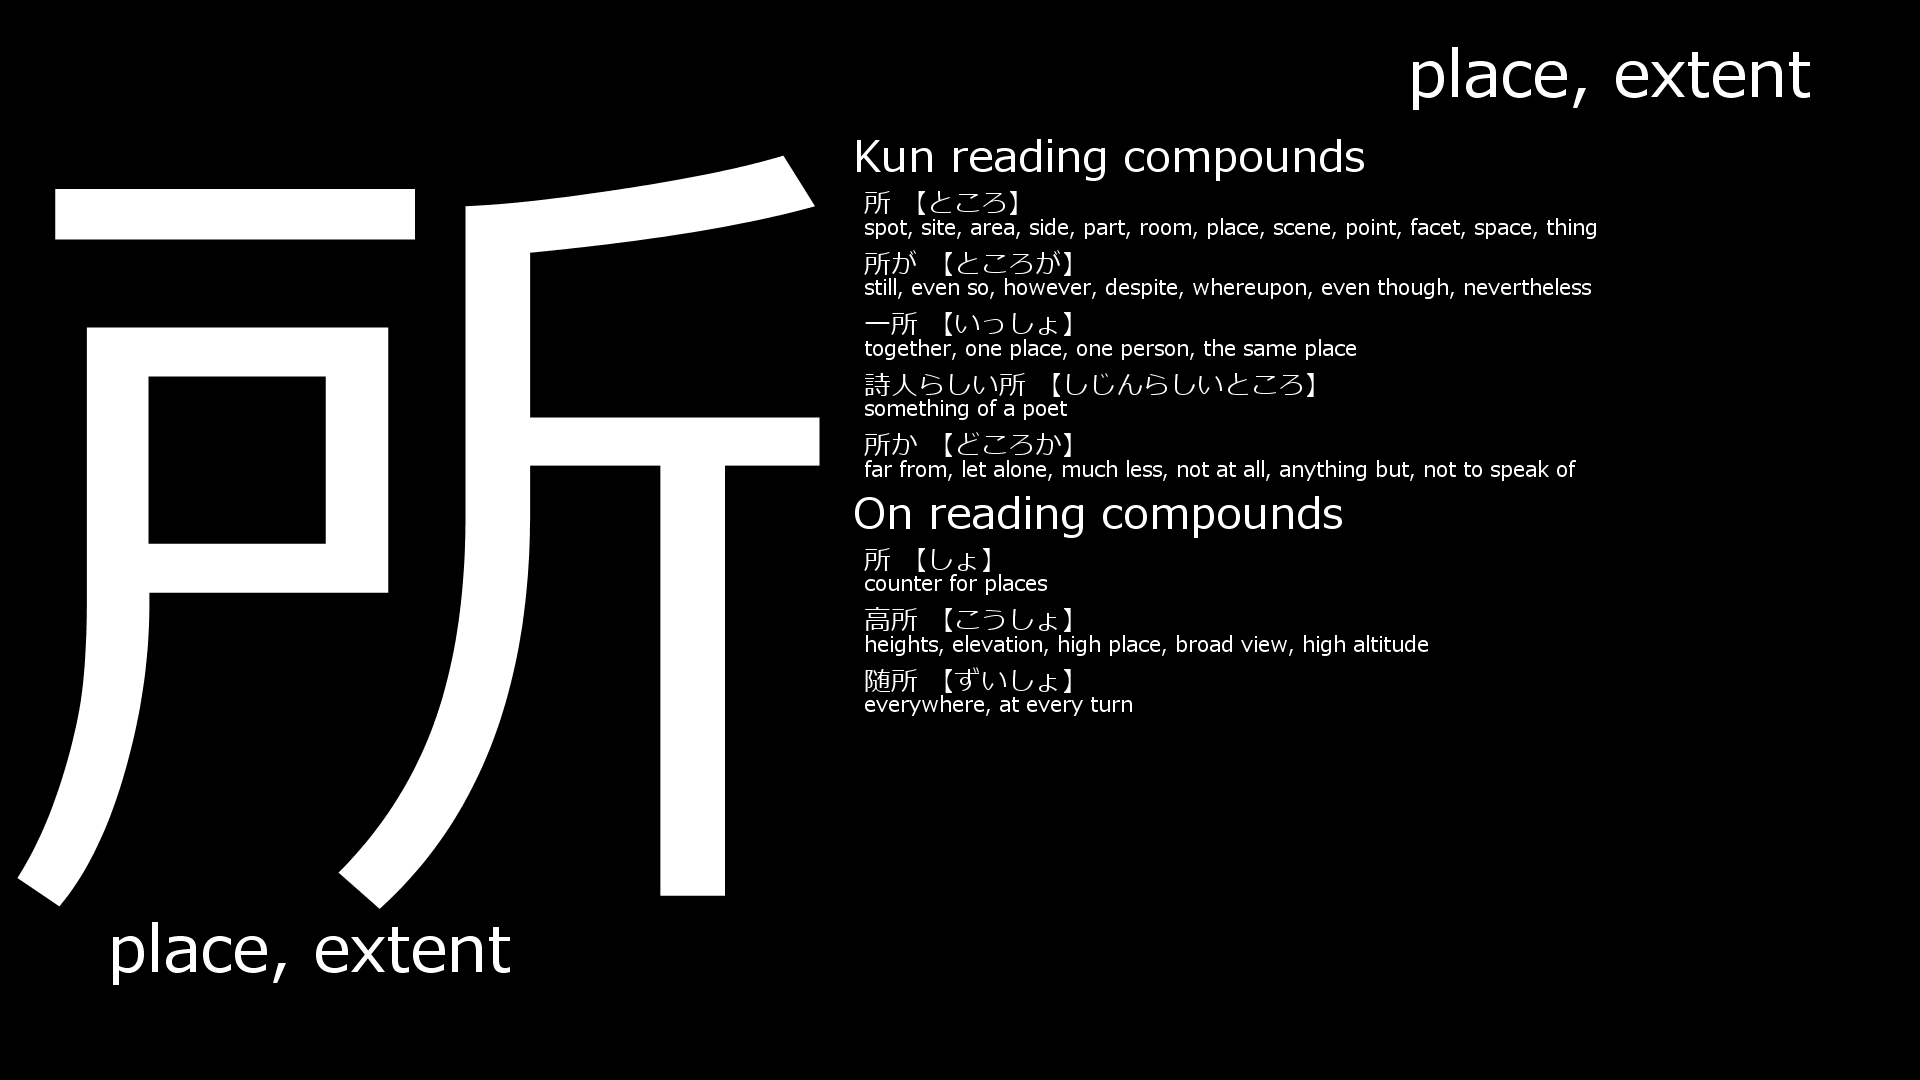 place, extent
所
place, extent
Kun reading compounds
所 【ところ】
spot, site, area, side, part, room, place, scene, point, facet, space, thing
所が 【ところが】
still, even so, however, despite, whereupon, even though, nevertheless
一所 【いっしょ】
together, one place, one person, the same place
詩人らしい所 【しじんらしいところ】
something of a poet
所か 【どころか】
far from, let alone, much less, not at all, anything but, not to speak of
On reading compounds
所 【しょ】
counter for places
高所 【こうしょ】
heights, elevation, high place, broad view, high altitude
随所 【ずいしょ】
everywhere, at every turn